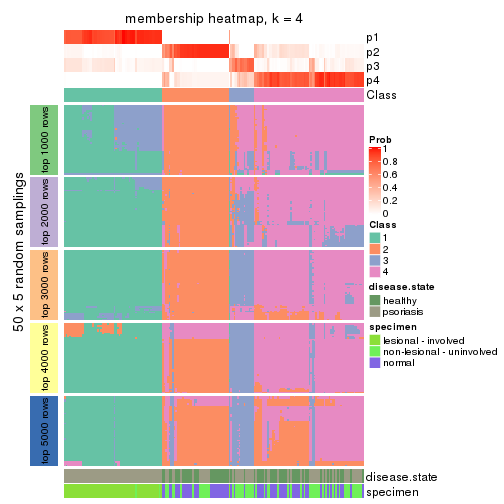 membership heatmap, k = 4
p1
p2
p3
p4
Class
50 x 5 random samplings
top 1000 rows
top 2000 rows
top 3000 rows
top 4000 rows
top 5000 rows
disease.state
specimen
Prob
1
0.8
0.6
0.4
0.2
0
Class
1
2
3
4
disease.state
healthy
psoriasis
specimen
lesional - involved
non-lesional - uninvolved
normal